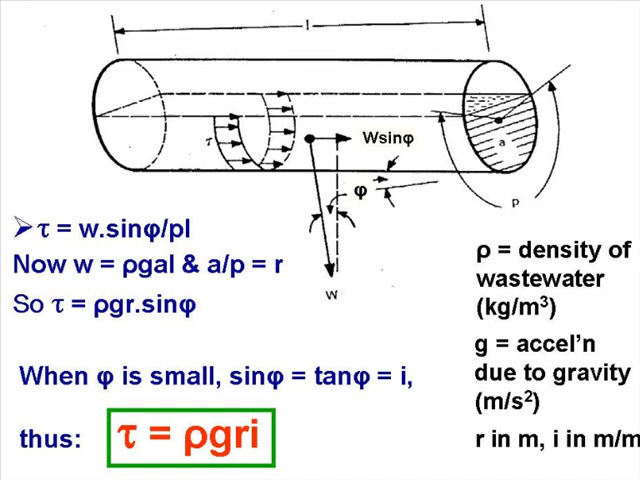 l
τ
Wsinφ
a
φ
p
w
➢ τ = w.sinφ/pl
Now w = ρgal & a/p = r
So τ = ρgr.sinφ
When φ is small, sinφ = tanφ = i,
thus: τ = ρgri
ρ = density of
wastewater
(kg/m³)
g = accel’n
due to gravity
(m/s²)
r in m, i in m/m